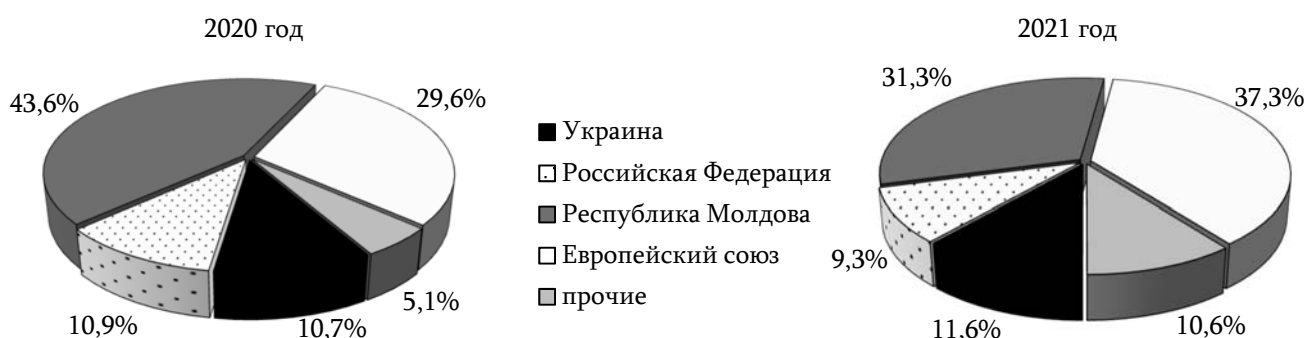 2020 год
43,6%
29,6%
10,9%
10,7%
5,1%
Украина
Российская Федерация
Республика Молдова
Европейский союз
прочие
2021 год
31,3%
37,3%
9,3%
11,6%
10,6%